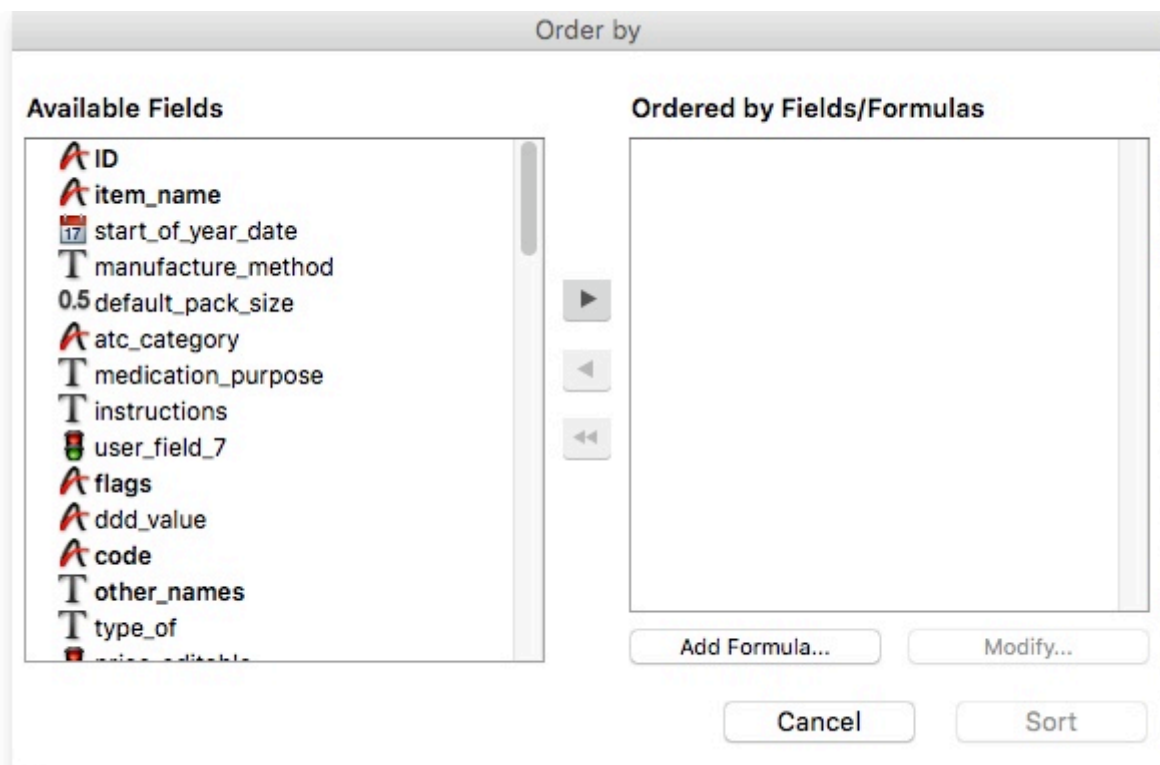 Order by
Available Fields
ID
item_name
start_of_year_date
manufacture_method
0.5 default_pack_size
atc_category
medication_purpose
instructions
user_field_7
flags
ddd_value
code
other_names
type_of
price_editable
Ordered by Fields/Formulas
Add Formula...
Modify...
Cancel
Sort